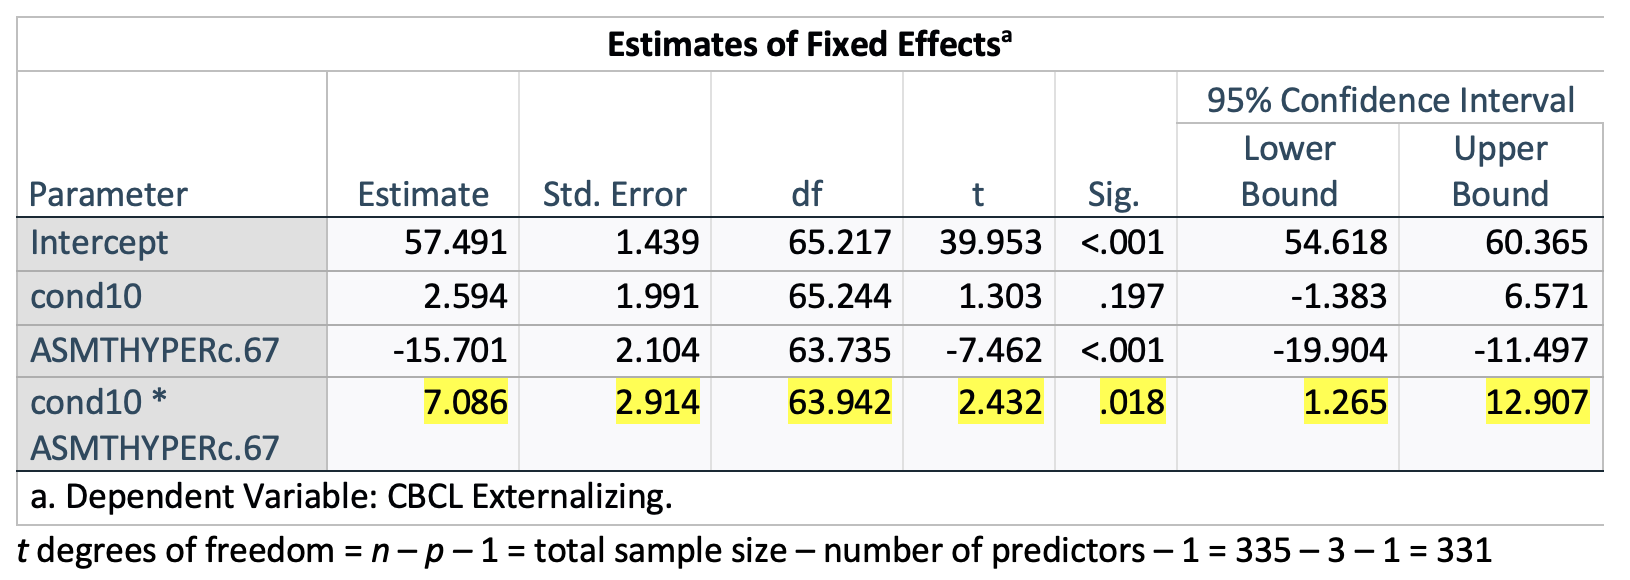 Estimates of Fixed Effectsᵃ
95% Confidence Interval
Parameter Estimate Std. Error df t Sig. Lower Bound Upper Bound
Intercept 57.491 1.439 65.217 39.953 <.001 54.618 60.365
cond10 2.594 1.991 65.244 1.303 .197 -1.383 6.571
ASMTHYPERc.67 -15.701 2.104 63.735 -7.462 <.001 -19.904 -11.497
cond10 * 7.086 2.914 63.942 2.432 .018 1.265 12.907
ASMTHYPERc.67
a. Dependent Variable: CBCL Externalizing.
t degrees of freedom = n – p – 1 = total sample size – number of predictors – 1 = 335 – 3 – 1 = 331